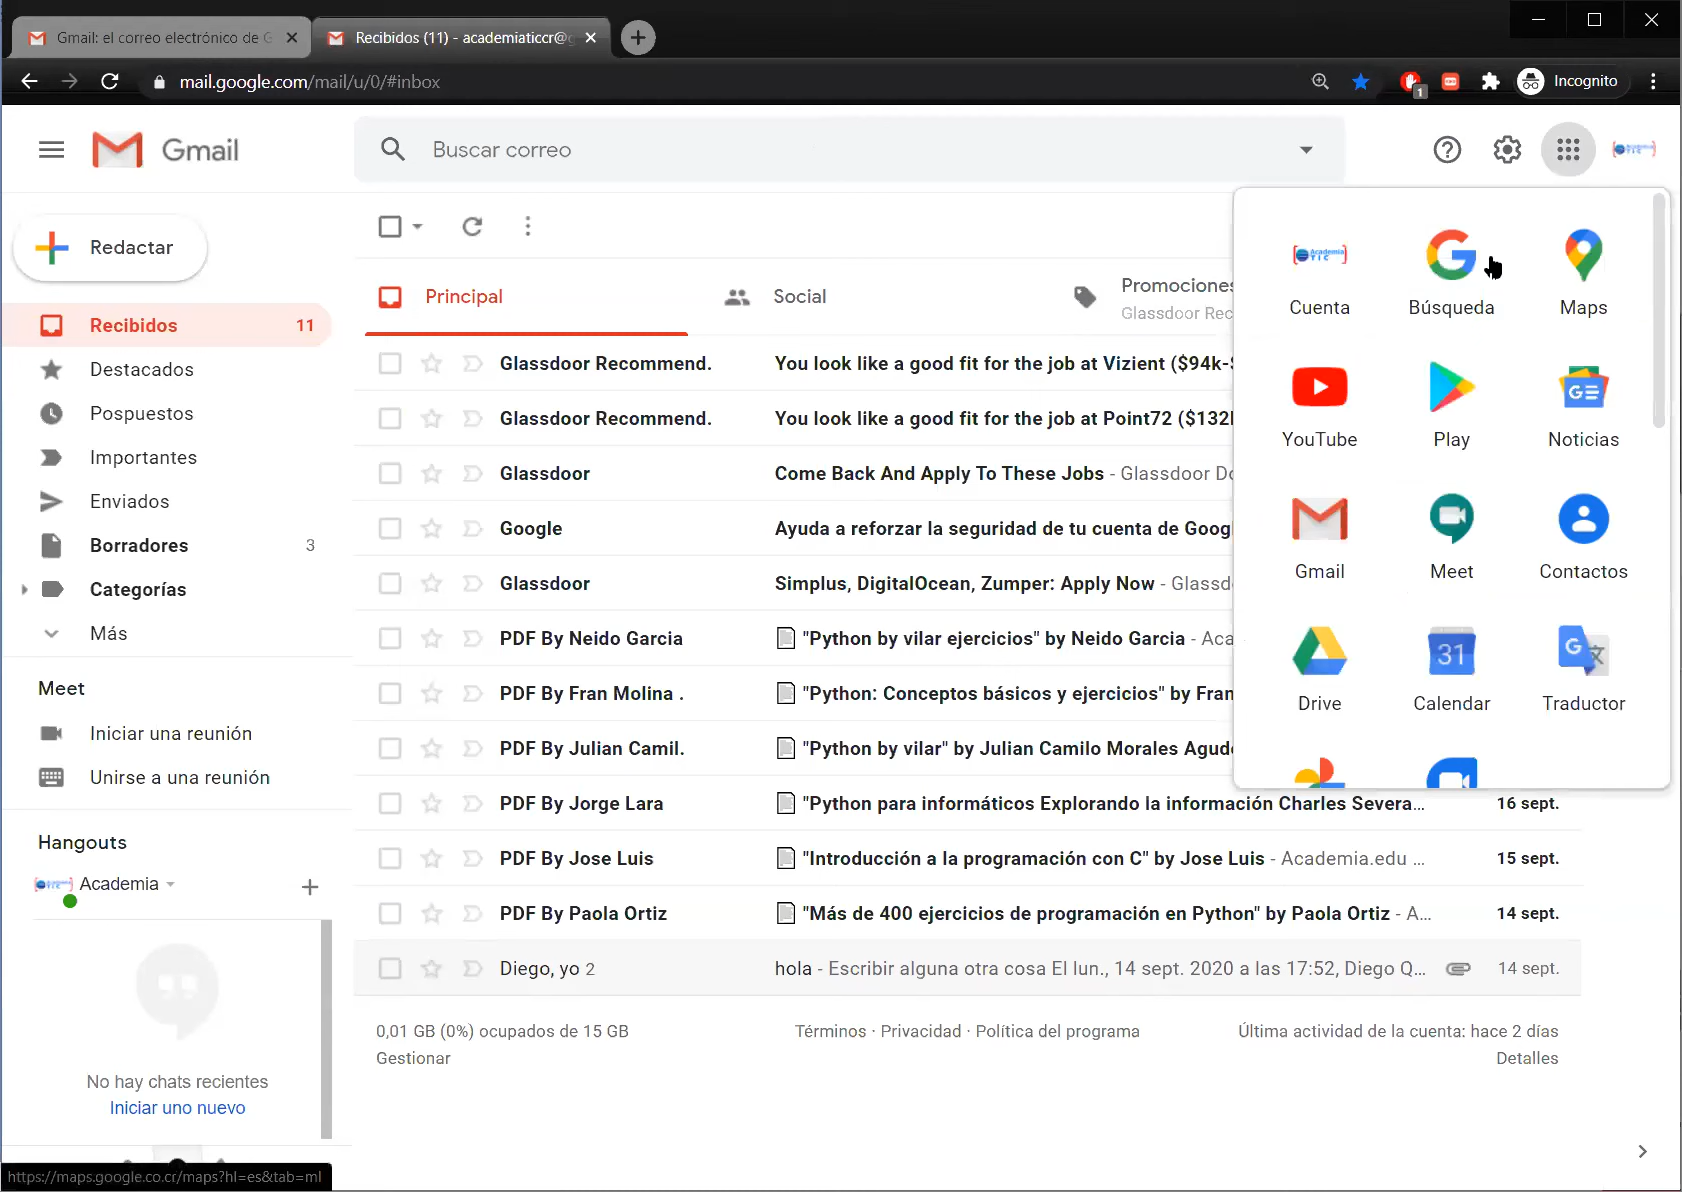 Gmail: el correo electrónico de G
Recibidos (11) - academiaticcr@g
mail.google.com/mail/u/0/#inbox
1
Incognito
Gmail
Buscar correo
Redactar
Recibidos 11
Destacados
Pospuestos
Importantes
Enviados
Borradores 3
Categorías
Más
Meet
Iniciar una reunión
Unirse a una reunión
Hangouts
Academia
No hay chats recientes
Iniciar uno nuevo
https://maps.google.co.cr/maps?hl=es&tab=ml
Principal
Social
Promociones
Glassdoor Rec
Glassdoor Recommend. You look like a good fit for the job at Vizient ($94k-
Glassdoor Recommend. You look like a good fit for the job at Point72 ($132
Glassdoor Come Back And Apply To These Jobs - Glassdoor Do
Google Ayuda a reforzar la seguridad de tu cuenta de Goog
Glassdoor Simplus, DigitalOcean, Zumper: Apply Now - Glassd
PDF By Neido Garcia "Python by vilar ejercicios" by Neido Garcia - Aca
PDF By Fran Molina . "Python: Conceptos básicos y ejercicios" by Fran
PDF By Julian Camil. "Python by vilar" by Julian Camilo Morales Agud
PDF By Jorge Lara "Python para informáticos Explorando la información Charles Severa... 16 sept.
PDF By Jose Luis "Introducción a la programación con C" by Jose Luis - Academia.edu ... 15 sept.
PDF By Paola Ortiz "Más de 400 ejercicios de programación en Python" by Paola Ortiz - A... 14 sept.
Diego, yo 2 hola - Escribir alguna otra cosa El lun., 14 sept. 2020 a las 17:52, Diego Q... 14 sept.
0,01 GB (0%) ocupados de 15 GB
Gestionar
Términos · Privacidad · Política del programa
Última actividad de la cuenta: hace 2 días
Detalles
Academia
TIC
Cuenta
Búsqueda
Maps
YouTube
Play
GE
Noticias
Gmail
Meet
Contactos
Drive
31
Calendar
G
Traductor